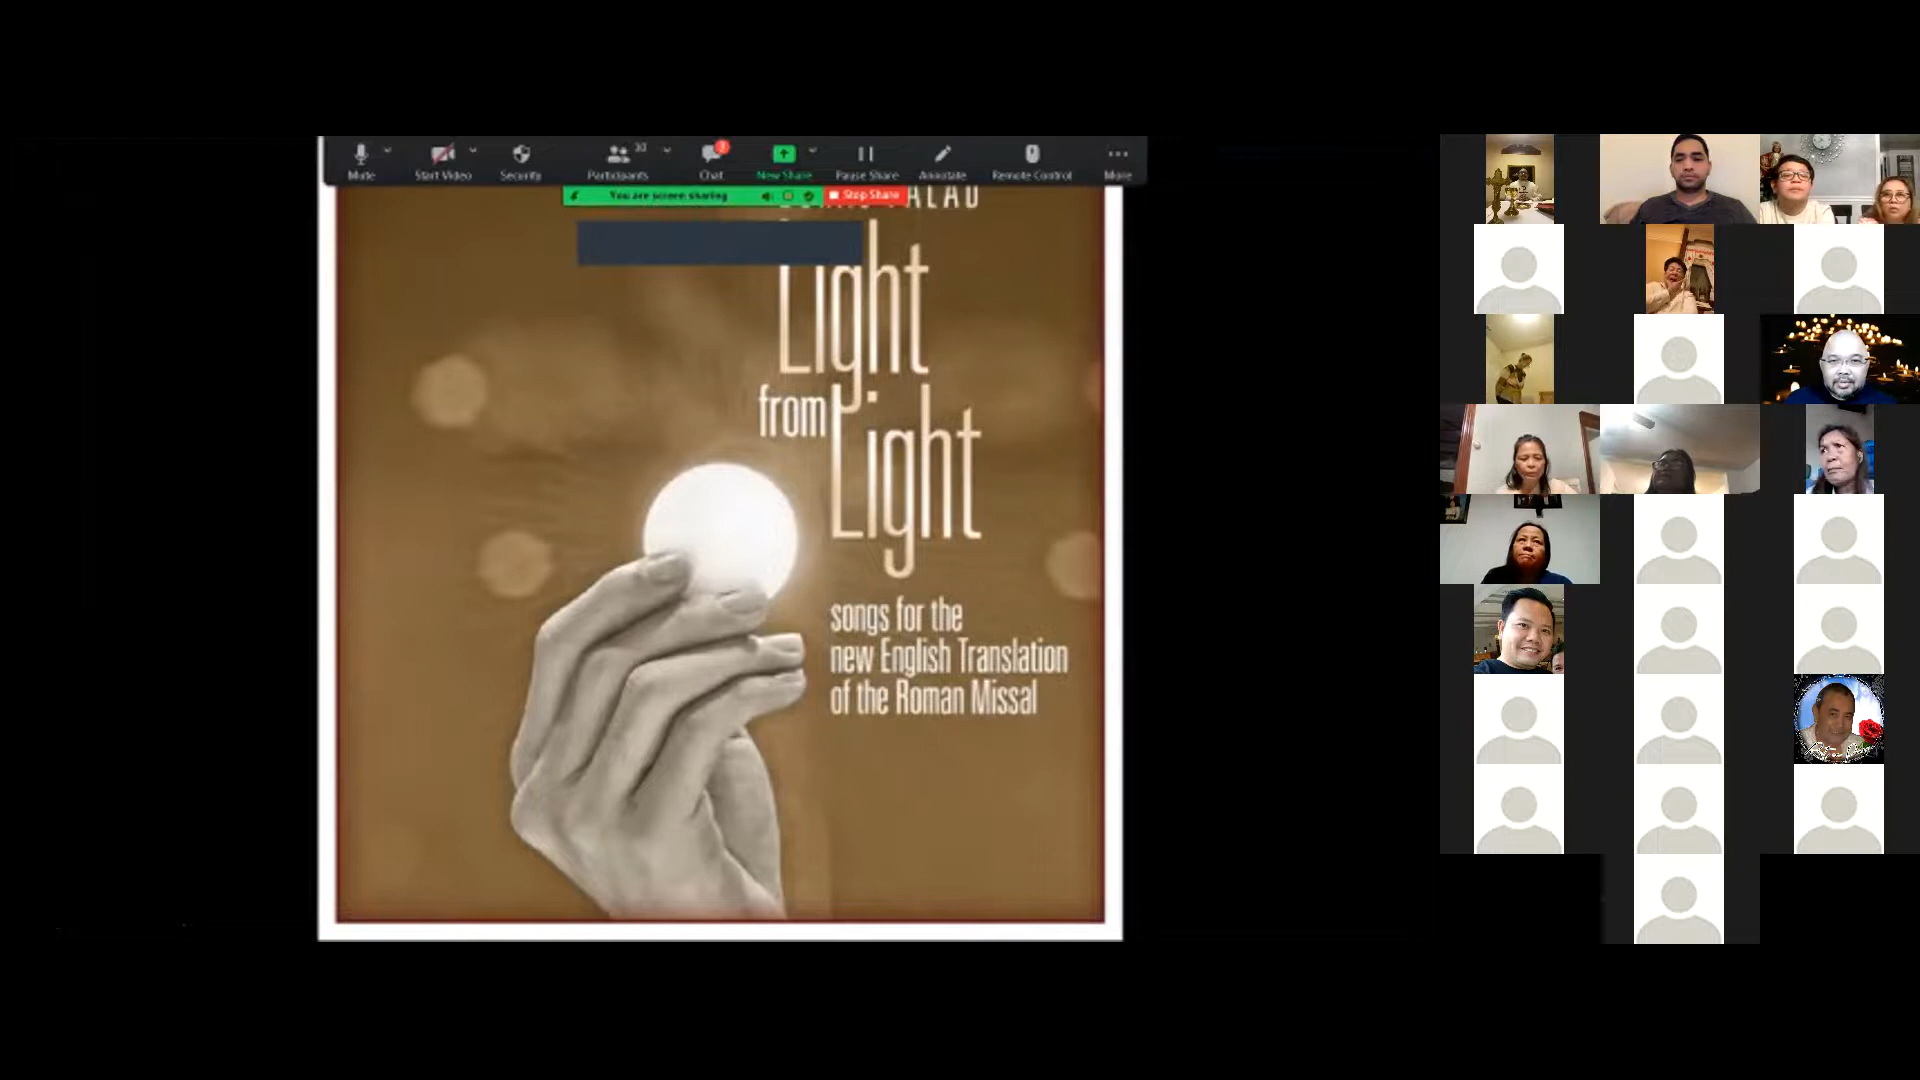 Mute
Start Video
Security
Participants
30
Chat
New Share
Pause Share
Annotate
Remote Control
More
You are screen sharing
Stop Share
Light
from
Light
songs for the
new English Translation
of the Roman Missal